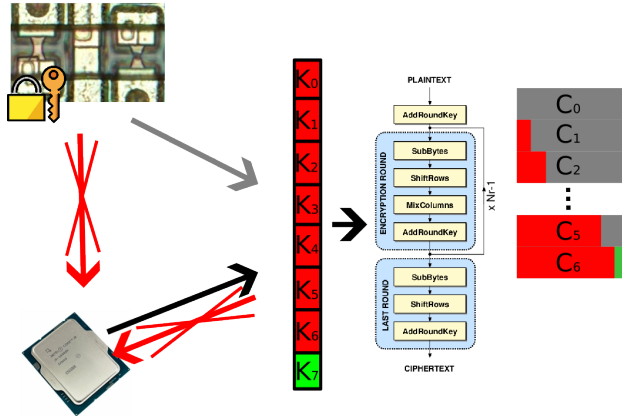 K0
K1
K2
K3
K4
K5
K6
K7
PLAINTEXT
AddRoundKey
ENCRYPTION ROUND
SubBytes
ShiftRows
MixColumns
AddRoundKey
x Nr-1
LAST ROUND
SubBytes
ShiftRows
AddRoundKey
CIPHERTEXT
C0
C1
C2
C5
C6